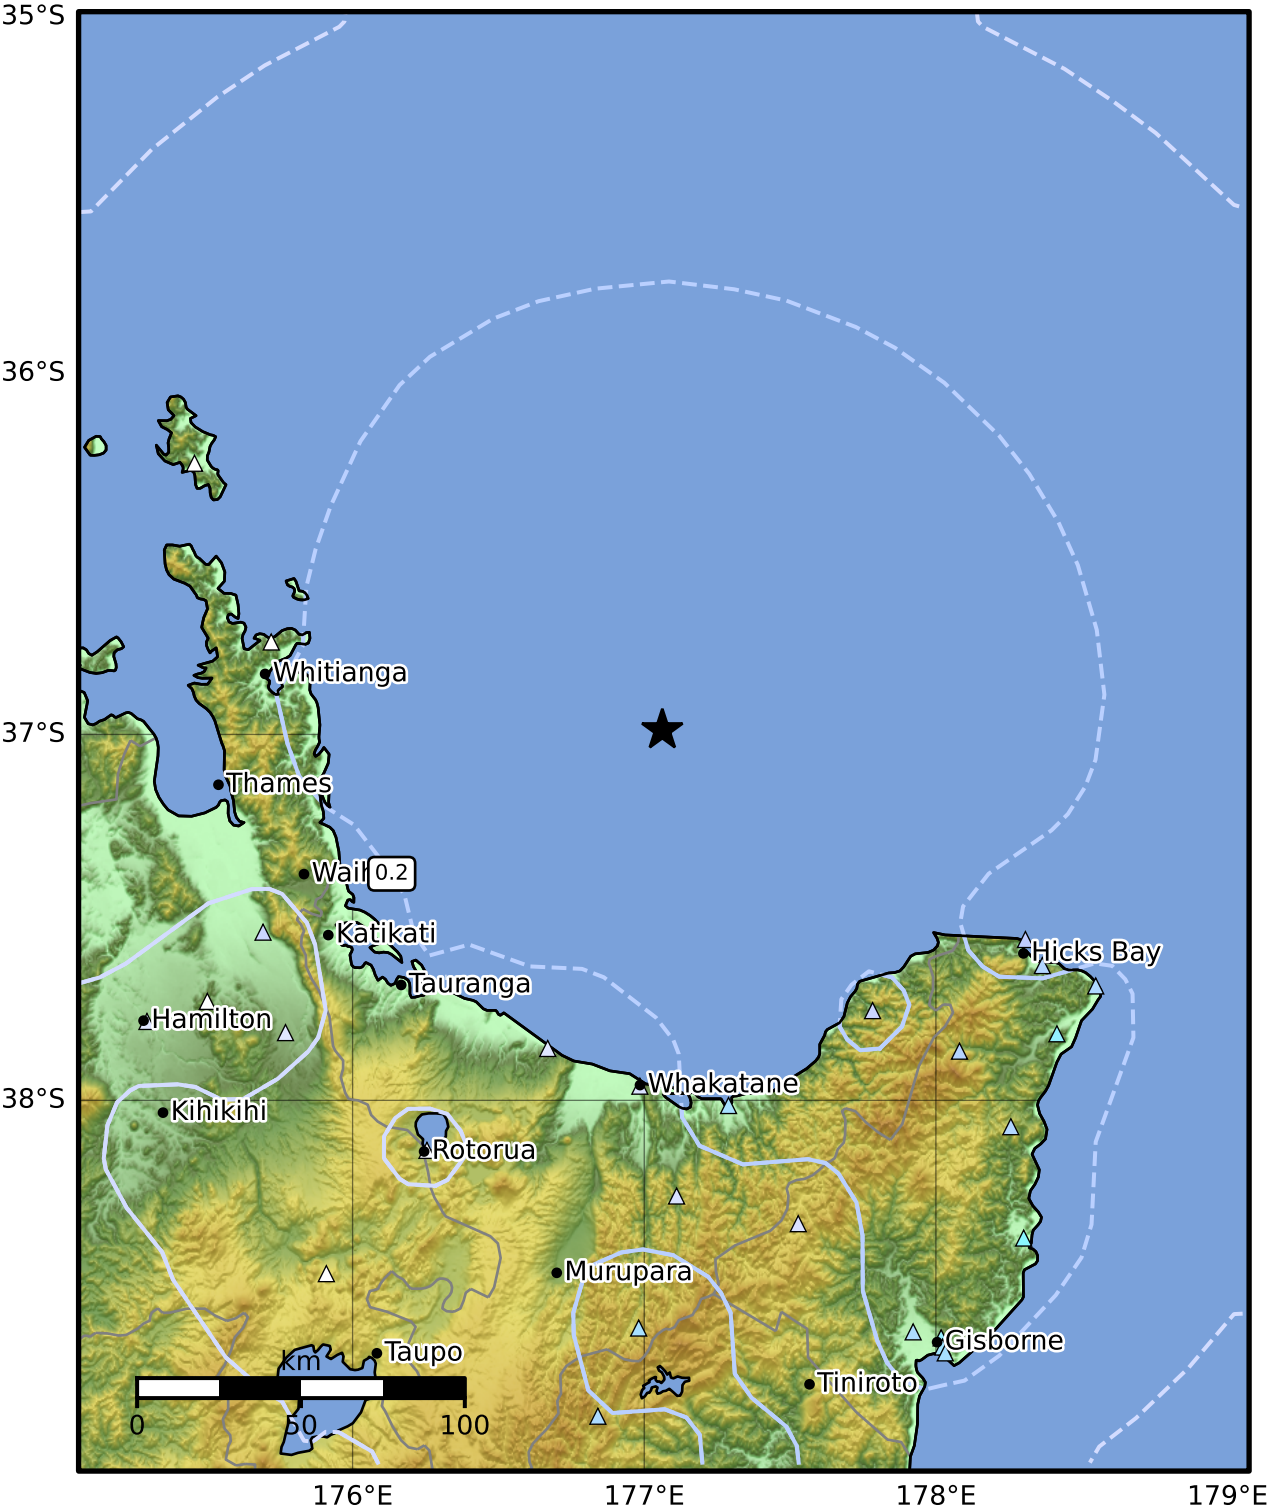 35°S
36°S
Whitianga
37°S
Thames
0.2
Katikati
Hicks Bay
Tauranga
Hamilton
Whakatane
38°S
Kihikihi
Rotorua
Murupara
Gisborne
Taupo
km
Tiniroto
0 50 100
176°E 177°E 178°E 179°E